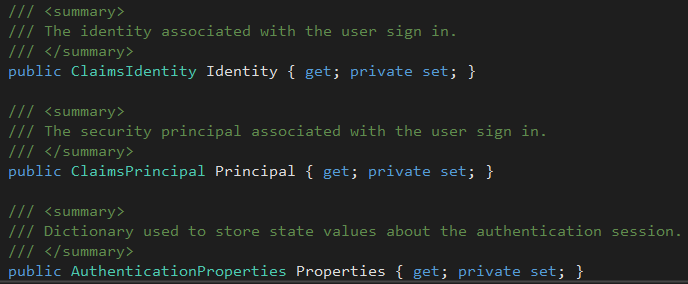 /// <summary>
/// The identity associated with the user sign in.
/// </summary>
public ClaimsIdentity Identity { get; private set; }
/// <summary>
/// The security principal associated with the user sign in.
/// </summary>
public ClaimsPrincipal Principal { get; private set; }
/// <summary>
/// Dictionary used to store state values about the authentication session.
/// </summary>
public AuthenticationProperties Properties { get; private set; }